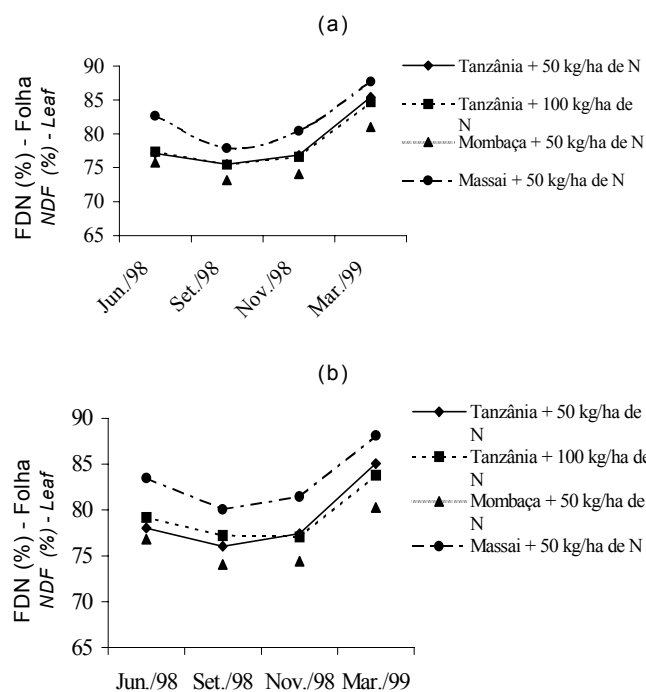 (a)
FDN (%) - Folha
NDF (%) - Leaf
90
85
80
75
70
65
Jun./98
Set./98
Nov./98
Mar./99
Tanzânia + 50 kg/ha de N
Tanzânia + 100 kg/ha de
N
Mombaça + 50 kg/ha de N
Massai + 50 kg/ha de N
(b)
FDN (%) - Folha
NDF (%) - Leaf
90
85
80
75
70
65
Jun./98
Set./98
Nov./98
Mar./99
Tanzânia + 50 kg/ha de
N
Tanzânia + 100 kg/ha de
N
Mombaça + 50 kg/ha de
N
Massai + 50 kg/ha de N